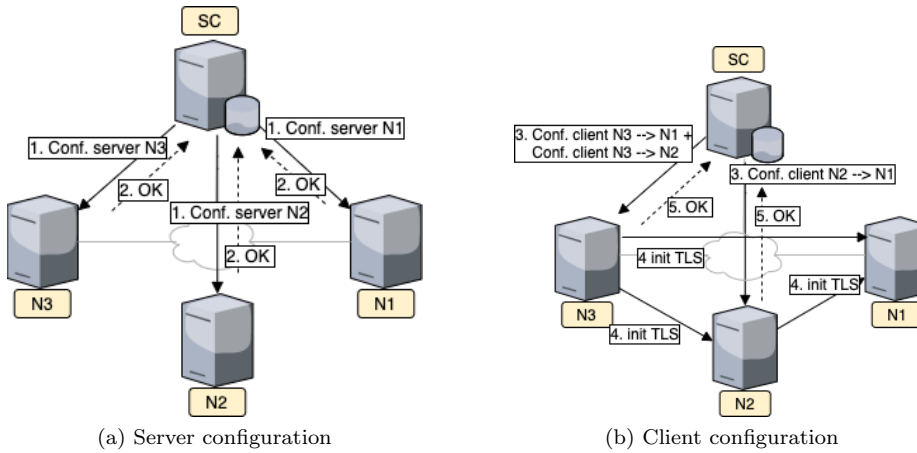 SC
1. Conf. server N1
1. Conf. server N3
2. OK
2. OK
1. Conf. server N2
2. OK
N3
N1
N2
(a) Server configuration
SC
3. Conf. client N3 --> N1 +
Conf. client N3 --> N2
3. Conf. client N2 --> N1
5. OK
5. OK
4 init TLS
4. init TLS
4. init TLS
N3
N1
N2
(b) Client configuration